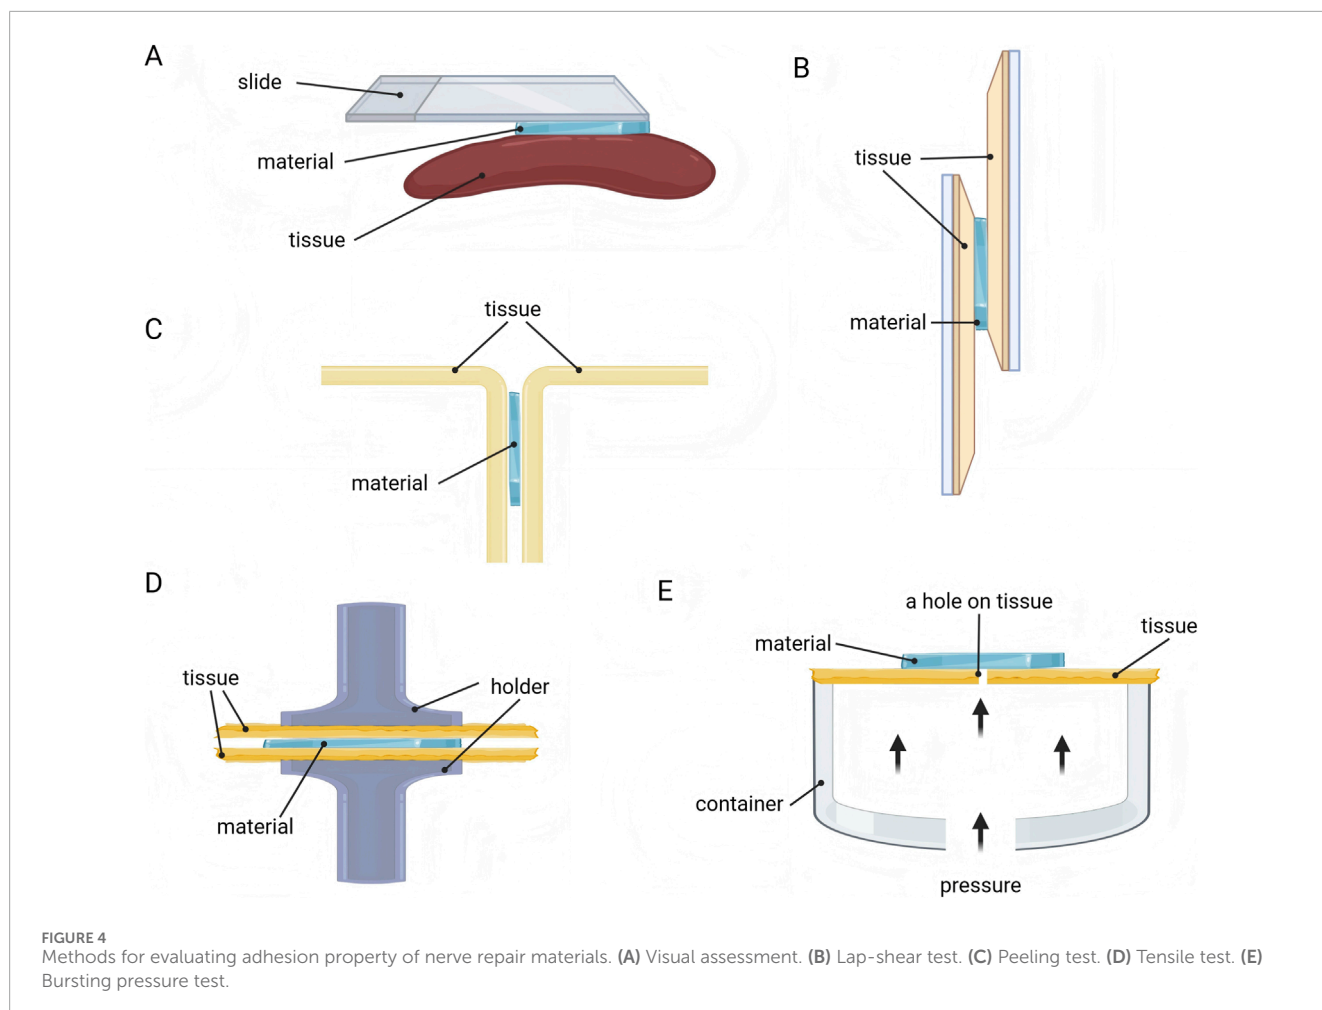 A
slide
material
tissue
B
tissue
material
C
tissue
material
D
tissue
holder
material
E
a hole on tissue
material
tissue
container
pressure
FIGURE 4
Methods for evaluating adhesion property of nerve repair materials. (A) Visual assessment. (B) Lap-shear test. (C) Peeling test. (D) Tensile test. (E)
Bursting pressure test.